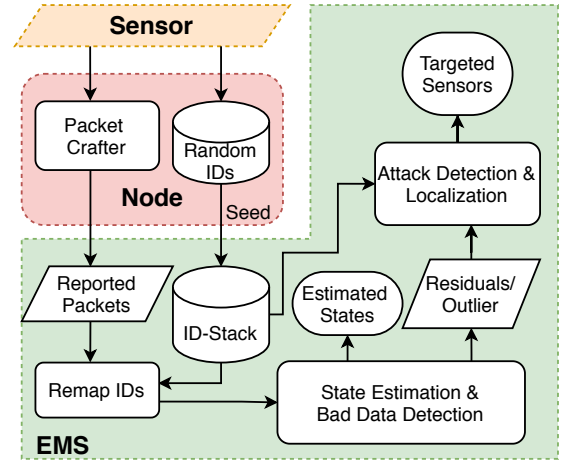 Sensor
Targeted
Sensors
Packet
Crafter
Random
IDs
Attack Detection &
Localization
Node
Seed
Reported
Packets
ID-Stack
Estimated
States
Residuals/
Outlier
Remap IDs
State Estimation &
Bad Data Detection
EMS